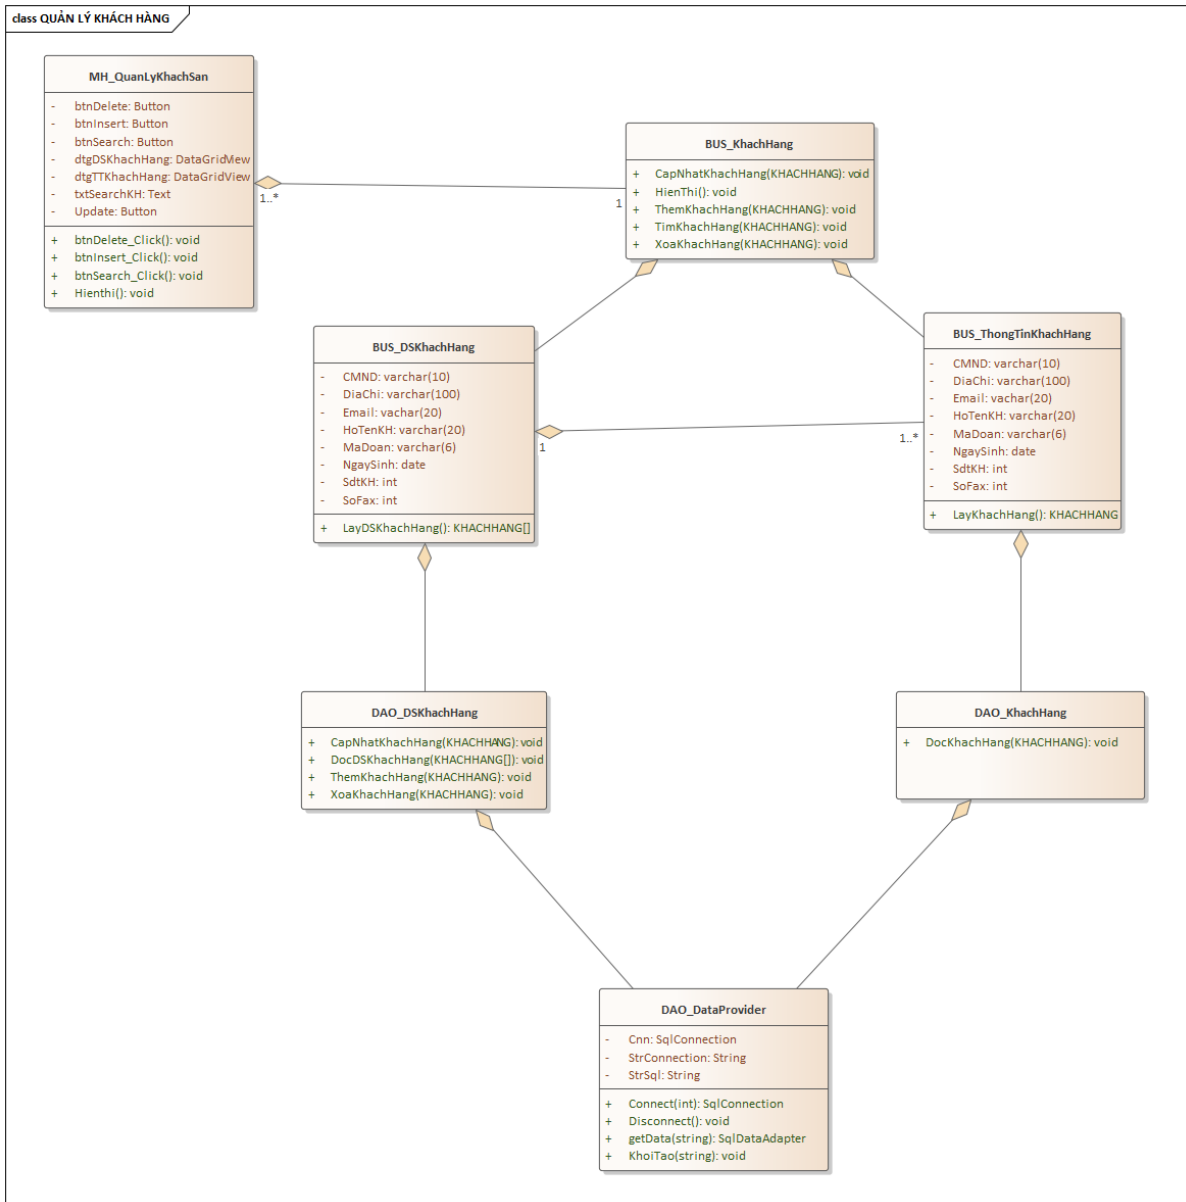 class QUẢN LÝ KHÁCH HÀNG
MH_QuanLyKhachSan
- btnDelete: Button
- btnInsert: Button
- btnSearch: Button
- dtgDSKhachHang: DataGridView
- dtgTTKhachHang: DataGridView
- txtSearchKH: Text
- Update: Button
+ btnDelete_Click(): void
+ btnInsert_Click(): void
+ btnSearch_Click(): void
+ Hienthi(): void
1..*
1
BUS_KhachHang
+ CapNhatKhachHang(KHACHHANG): void
+ HienThi(): void
+ ThemKhachHang(KHACHHANG): void
+ TimKhachHang(KHACHHANG): void
+ XoaKhachHang(KHACHHANG): void
BUS_DSKhachHang
- CMND: varchar(10)
- DiaChi: varchar(100)
- Email: vachar(20)
- HoTenKH: varchar(20)
- MaDoan: varchar(6)
- NgaySinh: date
- SdtKH: int
- SoFax: int
+ LayDSKhachHang(): KHACHHANG[]
1
1..*
BUS_ThongTinKhachHang
- CMND: varchar(10)
- DiaChi: varchar(100)
- Email: vachar(20)
- HoTenKH: varchar(20)
- MaDoan: varchar(6)
- NgaySinh: date
- SdtKH: int
- SoFax: int
+ LayKhachHang(): KHACHHANG
DAO_DSKhachHang
+ CapNhatKhachHang(KHACHHANG): void
+ DocDSKhachHang(KHACHHANG[]): void
+ ThemKhachHang(KHACHHANG): void
+ XoaKhachHang(KHACHHANG): void
DAO_KhachHang
+ DocKhachHang(KHACHHANG): void
DAO_DataProvider
- Cnn: SqlConnection
- StrConnection: String
- StrSql: String
+ Connect(int): SqlConnection
+ Disconnect(): void
+ getData(string): SqlDataAdapter
+ KhoiTao(string): void